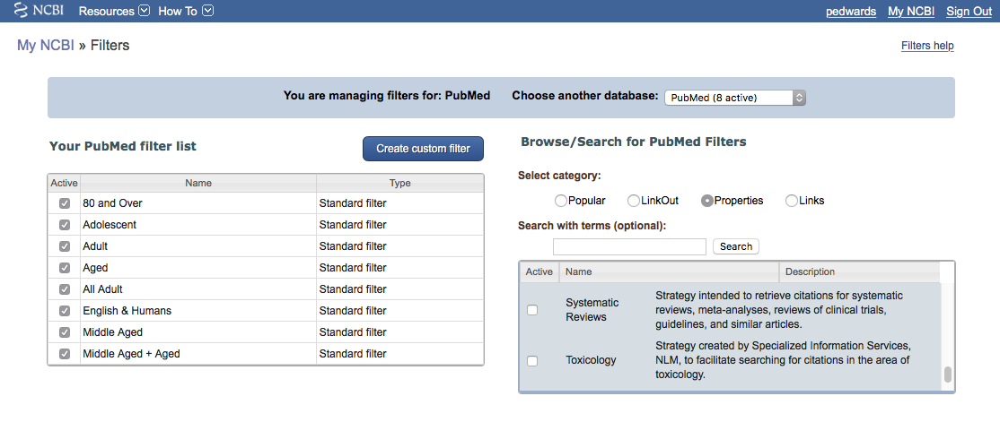 NCBI Resources How To pedwards My NCBI Sign Out
My NCBI » Filters Filters help
You are managing filters for: PubMed Choose another database: PubMed (8 active)
Your PubMed filter list
Create custom filter
Active Name Type
80 and Over Standard filter
Adolescent Standard filter
Adult Standard filter
Aged Standard filter
All Adult Standard filter
English & Humans Standard filter
Middle Aged Standard filter
Middle Aged + Aged Standard filter
Browse/Search for PubMed Filters
Select category:
Popular LinkOut Properties Links
Search with terms (optional):
Search
Active Name Description
Systematic
Reviews
Strategy intended to retrieve citations for systematic
reviews, meta-analyses, reviews of clinical trials,
guidelines, and similar articles.
Toxicology
Strategy created by Specialized Information Services,
NLM, to facilitate searching for citations in the area of
toxicology.